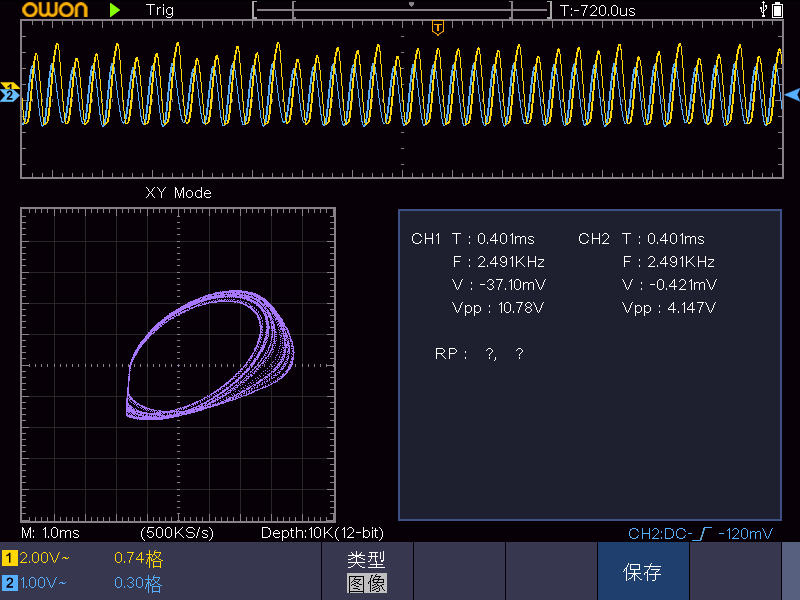 owon Trig T:-720.0us
T
1
2
XY Mode
CH1 T : 0.401ms CH2 T : 0.401ms
F : 2.491KHz F : 2.491KHz
V : -37.10mV V : -0.421mV
Vpp : 10.78V Vpp : 4.147V
RP : ?, ?
M: 1.0ms (500KS/s) Depth:10K(12-bit) CH2:DC- -120mV
1 2.00V~ 0.74格 类型
2 1.00V~ 0.30格 图像 保存